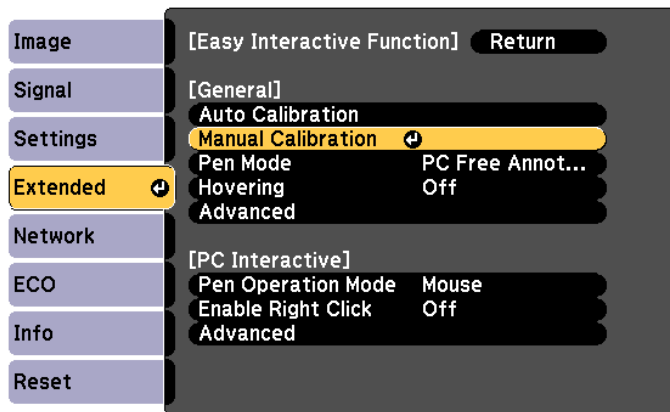 Image
Signal
Settings
Extended
Network
ECO
Info
Reset
[Easy Interactive Function] Return
[General]
Auto Calibration
Manual Calibration
Pen Mode PC Free Annot...
Hovering Off
Advanced
[PC Interactive]
Pen Operation Mode Mouse
Enable Right Click Off
Advanced